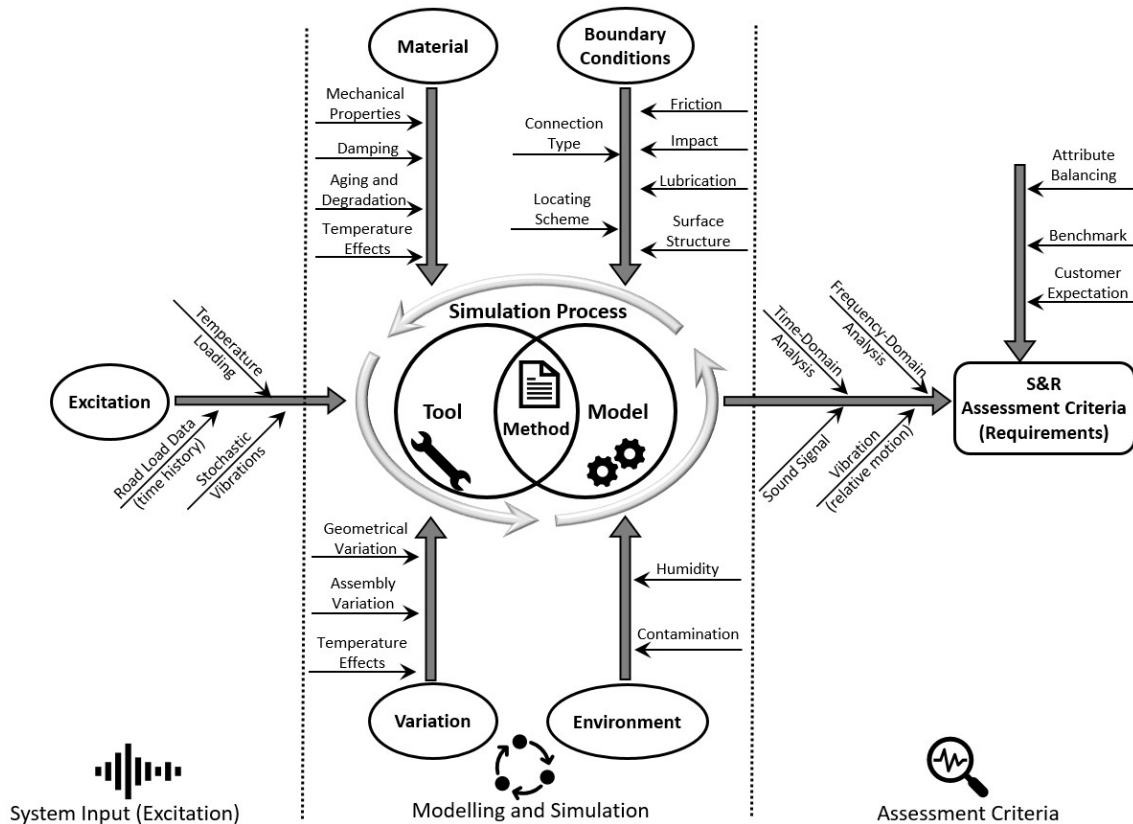 Material
Boundary
Conditions
Mechanical
Properties
Damping
Aging and
Degradation
Temperature
Effects
Connection
Type
Locating
Scheme
Friction
Impact
Lubrication
Surface
Structure
Attribute
Balancing
Benchmark
Customer
Expectation
Excitation
Temperature
Loading
Road Load Data
(time history)
Stochastic
Vibrations
Simulation Process
Tool
Method
Model
Time-Domain
Analysis
Frequency-Domain
Analysis
Sound Signal
Vibration
(relative motion)
S&R
Assessment Criteria
(Requirements)
Geometrical
Variation
Assembly
Variation
Temperature
Effects
Humidity
Contamination
Variation
Environment
System Input (Excitation)
Modelling and Simulation
Assessment Criteria